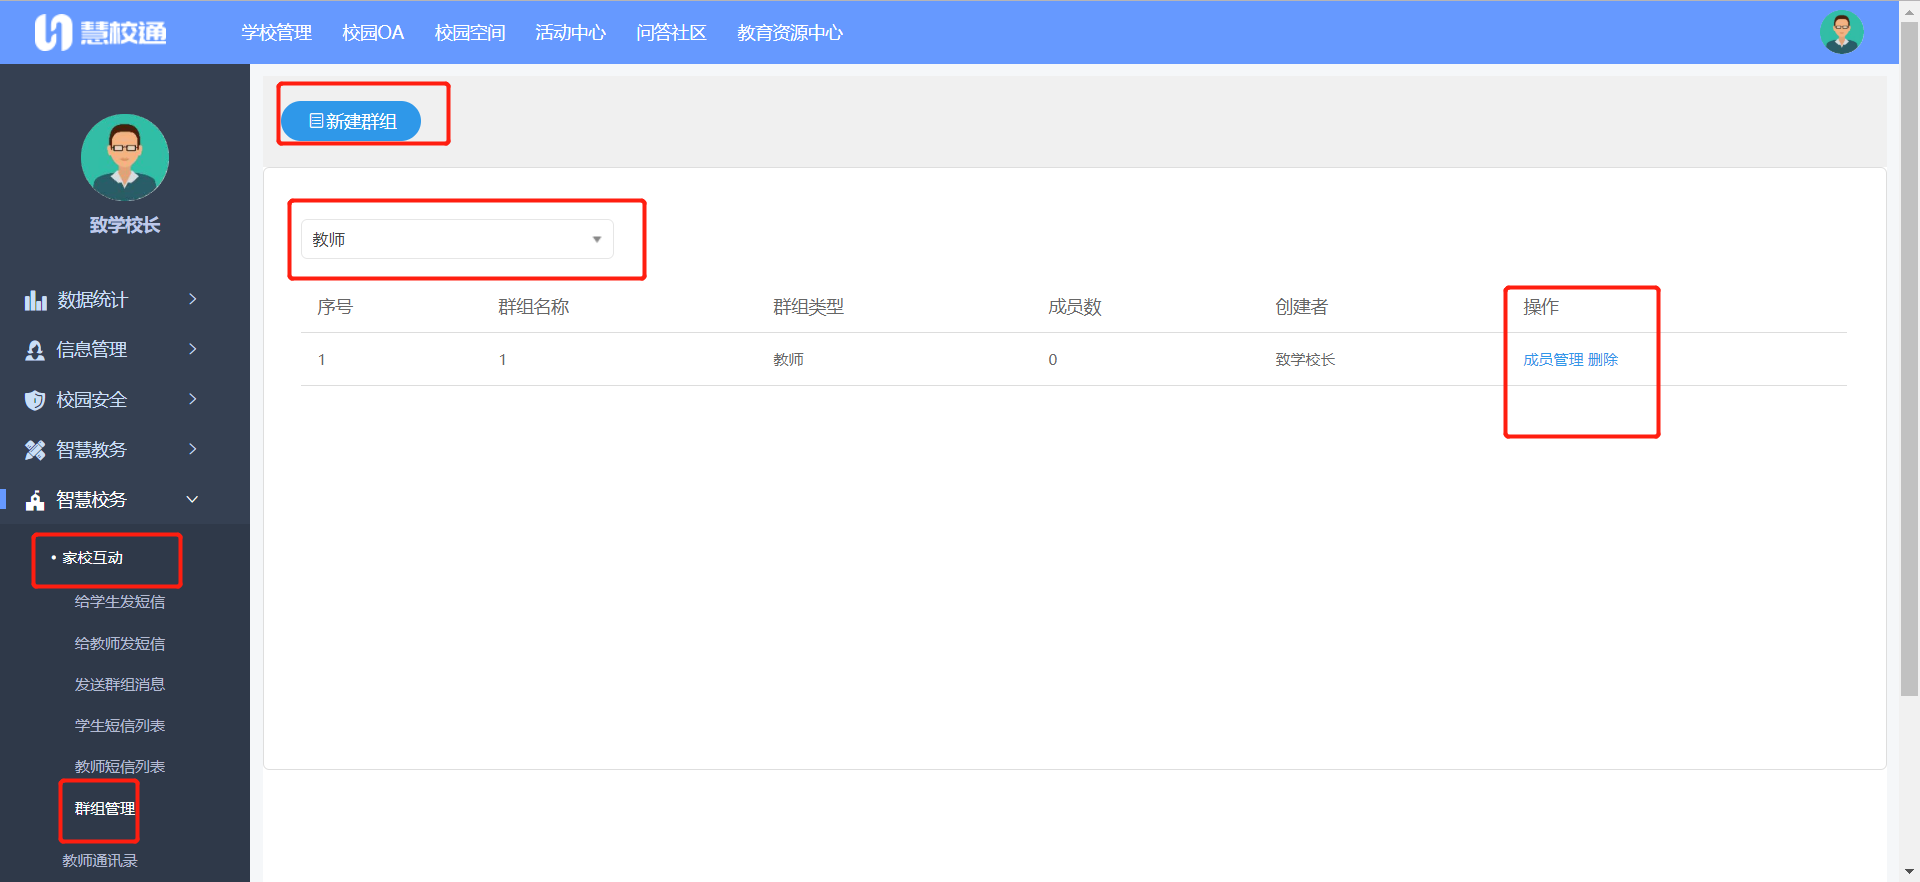 慧校通
学校管理 校园OA 校园空间 活动中心 问答社区 教育资源中心
致学校长
数据统计
信息管理
校园安全
智慧教务
智慧校务
• 家校互动
给学生发短信
给教师发短信
发送群组消息
学生短信列表
教师短信列表
群组管理
教师通讯录
新建群组
教师
序号 群组名称 群组类型 成员数 创建者 操作
1 1 教师 0 致学校长 成员管理 删除